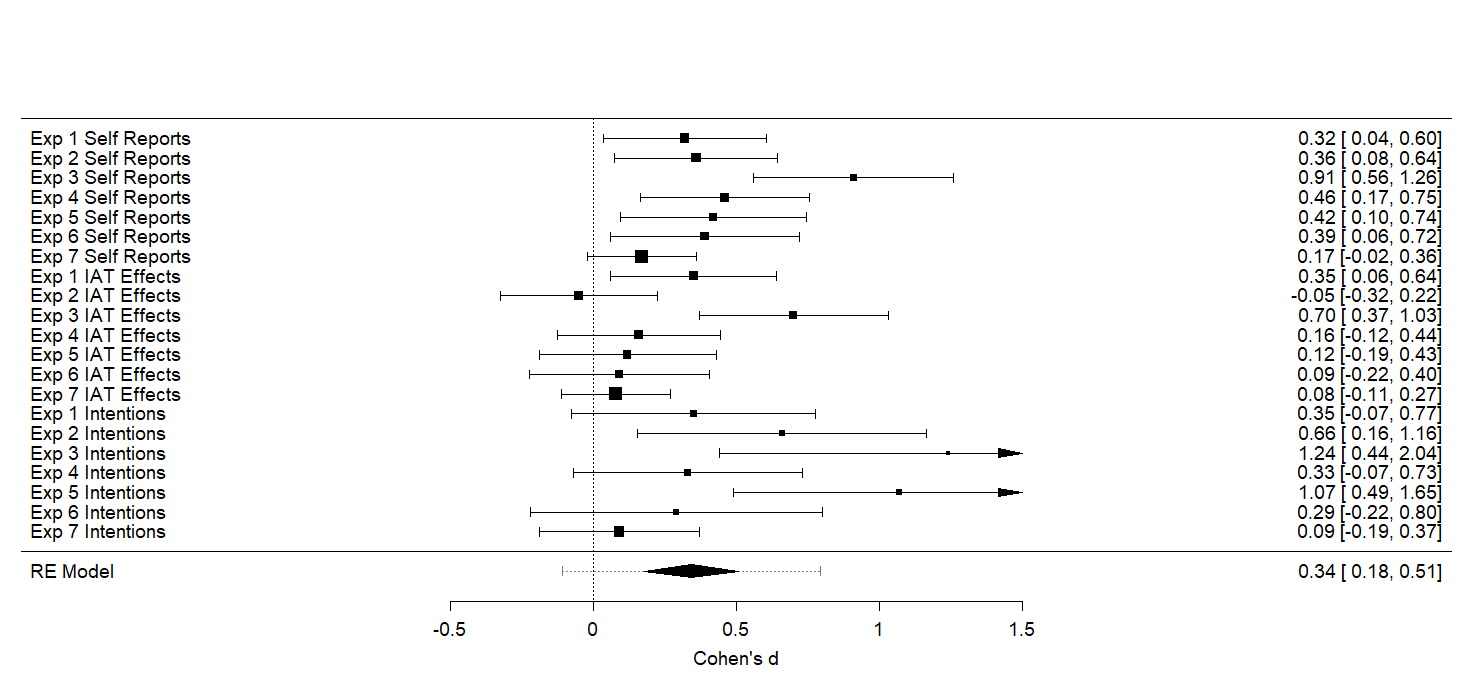 Exp 1 Self Reports 0.32 [ 0.04, 0.60]
Exp 2 Self Reports 0.36 [ 0.08, 0.64]
Exp 3 Self Reports 0.91 [ 0.56, 1.26]
Exp 4 Self Reports 0.46 [ 0.17, 0.75]
Exp 5 Self Reports 0.42 [ 0.10, 0.74]
Exp 6 Self Reports 0.39 [ 0.06, 0.72]
Exp 7 Self Reports 0.17 [-0.02, 0.36]
Exp 1 IAT Effects 0.35 [ 0.06, 0.64]
Exp 2 IAT Effects -0.05 [-0.32, 0.22]
Exp 3 IAT Effects 0.70 [ 0.37, 1.03]
Exp 4 IAT Effects 0.16 [-0.12, 0.44]
Exp 5 IAT Effects 0.12 [-0.19, 0.43]
Exp 6 IAT Effects 0.09 [-0.22, 0.40]
Exp 7 IAT Effects 0.08 [-0.11, 0.27]
Exp 1 Intentions 0.35 [-0.07, 0.77]
Exp 2 Intentions 0.66 [ 0.16, 1.16]
Exp 3 Intentions 1.24 [ 0.44, 2.04]
Exp 4 Intentions 0.33 [-0.07, 0.73]
Exp 5 Intentions 1.07 [ 0.49, 1.65]
Exp 6 Intentions 0.29 [-0.22, 0.80]
Exp 7 Intentions 0.09 [-0.19, 0.37]
RE Model 0.34 [ 0.18, 0.51]
-0.5 0 0.5 1 1.5
Cohen's d